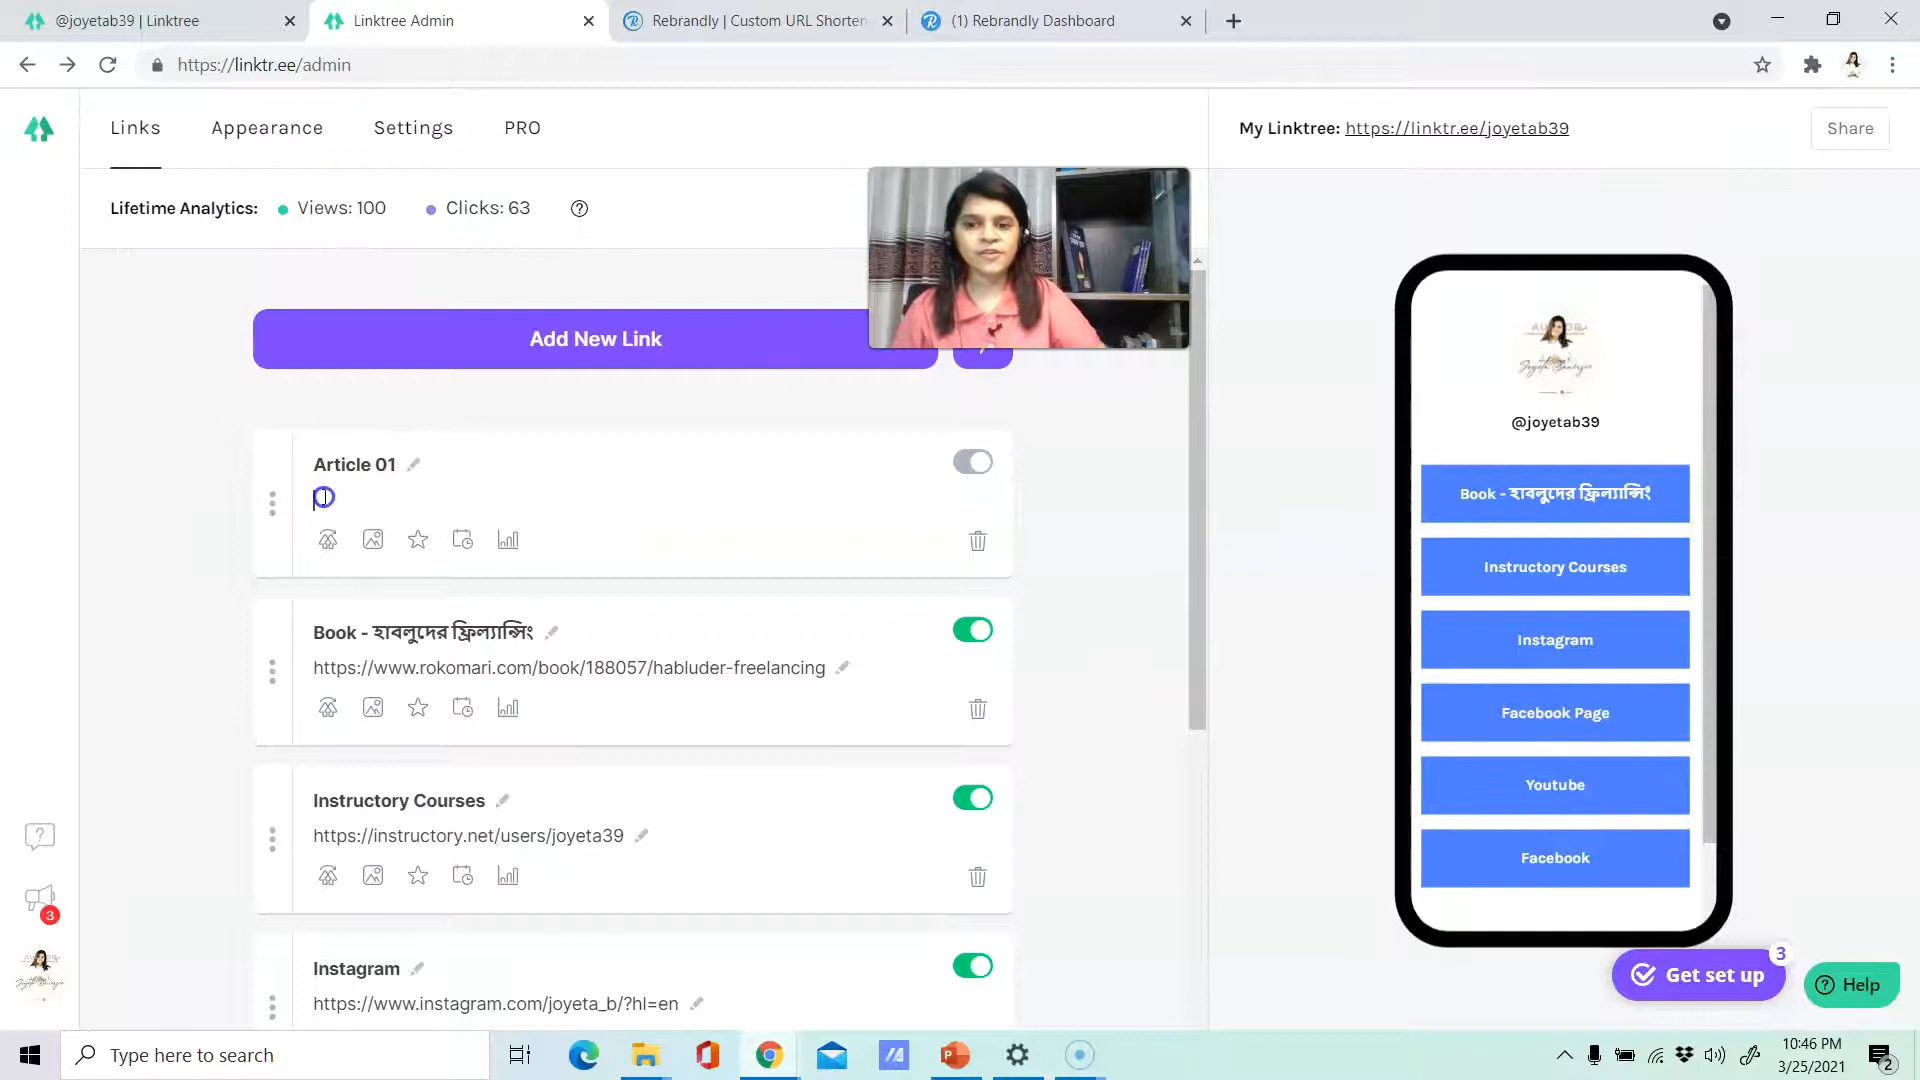 @joyetab39 | Linktree
Linktree Admin
Rebrandly | Custom URL Shorten
(1) Rebrandly Dashboard
https://linktr.ee/admin
Links
Appearance
Settings
PRO
My Linktree: https://linktr.ee/joyetab39
Share
Lifetime Analytics:
Views: 100
Clicks: 63
Add New Link
Article 01
Book - হাবলুদের ফ্রিল্যান্সিং
https://www.rokomari.com/book/188057/habluder-freelancing
Instructory Courses
https://instructory.net/users/joyeta39
Instagram
https://www.instagram.com/joyeta_b/?hl=en
@joyetab39
Book - হাবলুদের ফ্রিল্যান্সিং
Instructory Courses
Instagram
Facebook Page
Youtube
Facebook
3
Get set up
3
Help
Type here to search
10:46 PM
3/25/2021
2